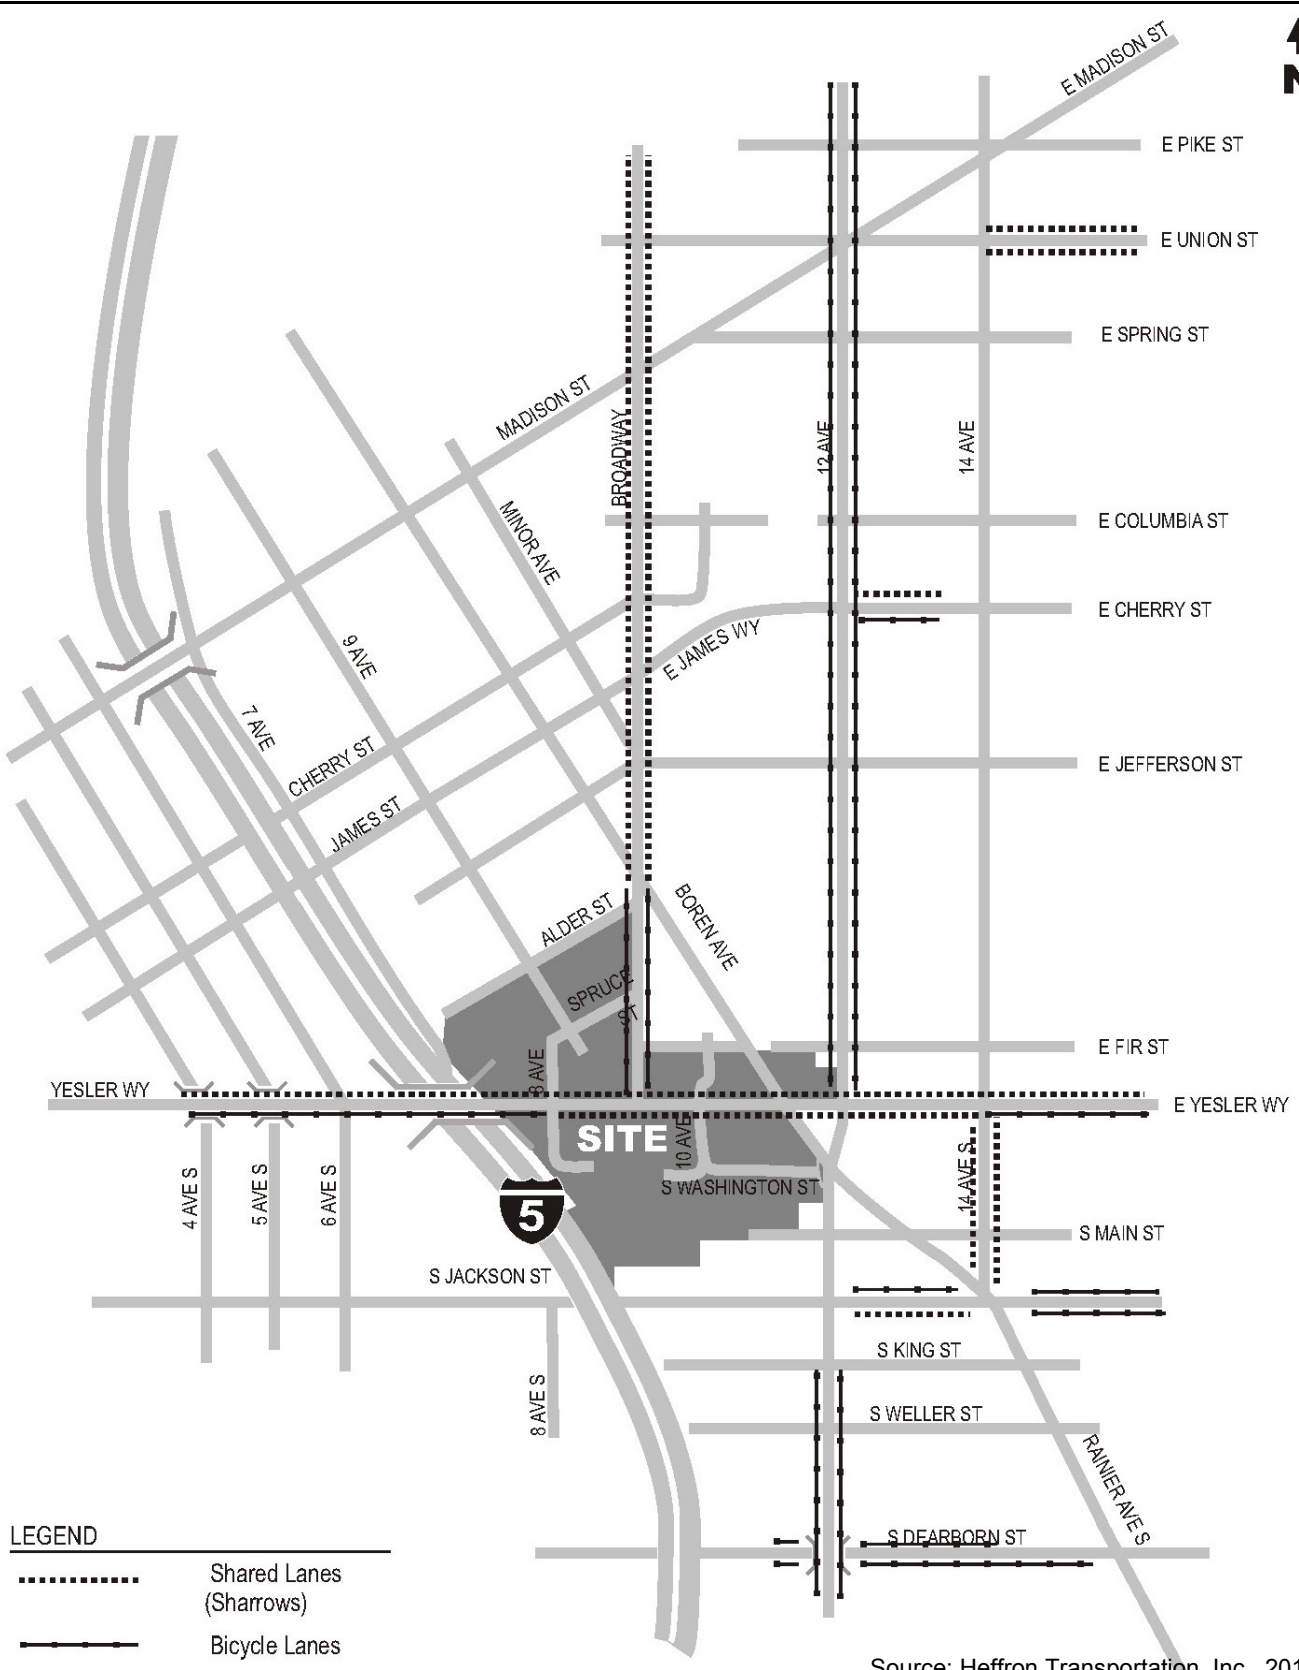 E MADISON ST
N
E PIKE ST
E UNION ST
E SPRING ST
MADISON ST
BROADWAY
12 AVE
14 AVE
MINOR AVE
E COLUMBIA ST
E CHERRY ST
9 AVE
E JAMES WY
7 AVE
CHERRY ST
E JEFFERSON ST
JAMES ST
ALDER ST
BOREN AVE
SPRUCE
ST
8 AVE
E FIR ST
YESLER WY
E YESLER WY
SITE
10 AVE
4 AVE S
5 AVE S
6 AVE S
5
S WASHINGTON ST
14 AVE S
S MAIN ST
S JACKSON ST
S KING ST
8 AVE S
S WELLER ST
RAINIER AVE S
S DEARBORN ST
LEGEND
Shared Lanes
(Sharrows)
Bicycle Lanes
Source: Heffron Transportation, Inc., 201